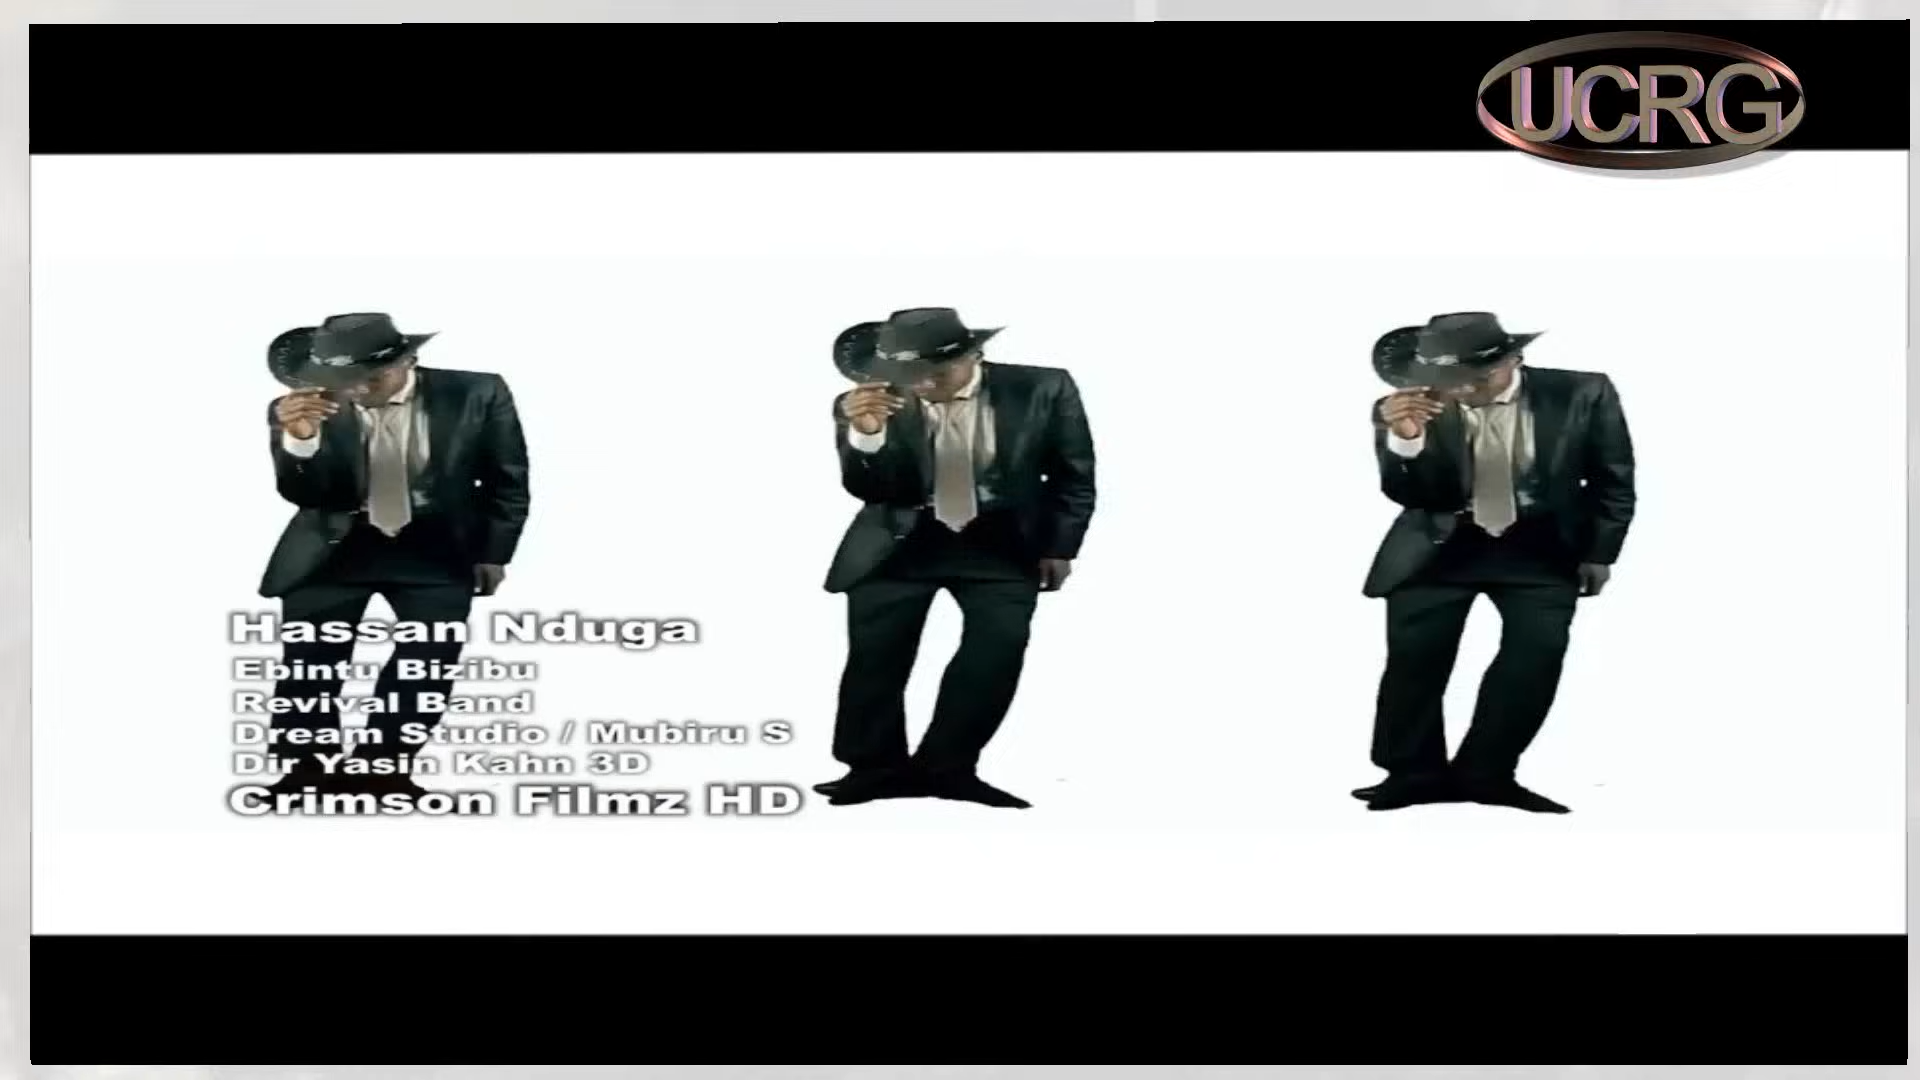 UCRG
Hassan Nduga
Ebintu Bizibu
Revival Band
Dream Studio / Mubiru S
Dir Yasin Kahn 3D
Crimson Filmz HD